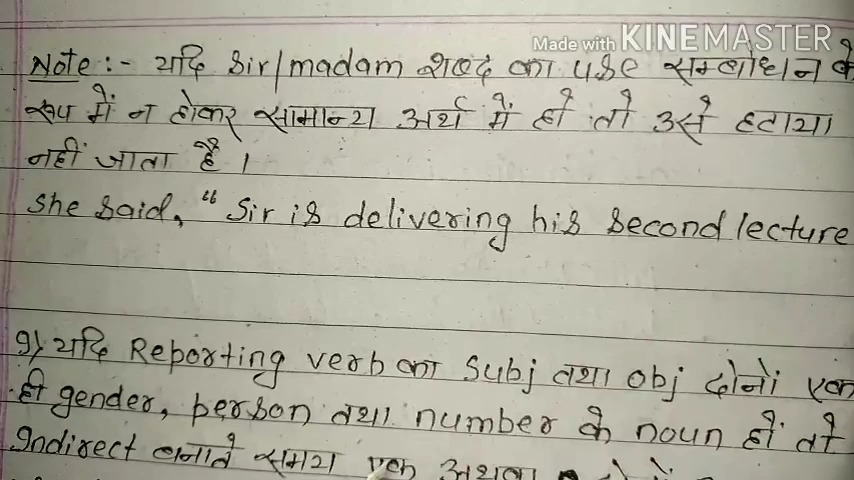 Made with KINEMASTER
Note :- यदि Sir/madam शब्द का use सम्बोधन के
रूप में न होकर सामान्य अर्थ में हो तो उसे हटाया
नहीं जाता है।
She said, “Sir is delivering his second lecture
9) यदि Reporting verb का Subj तथा obj दोनों एक
ही gender, person तथा number के noun हों तो
Indirect बनाते समय एक अथवा